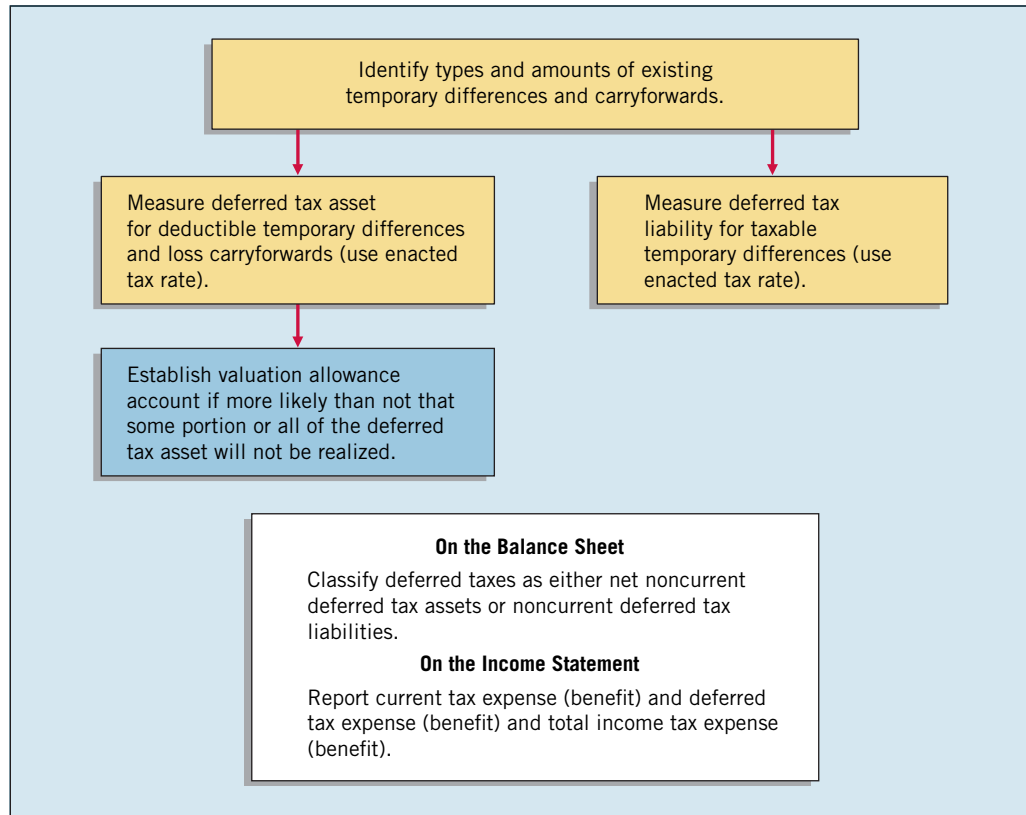 Identify types and amounts of existing
temporary differences and carryforwards.
Measure deferred tax asset
for deductible temporary differences
and loss carryforwards (use enacted
tax rate).
Measure deferred tax
liability for taxable
temporary differences (use
enacted tax rate).
Establish valuation allowance
account if more likely than not that
some portion or all of the deferred
tax asset will not be realized.
On the Balance Sheet
Classify deferred taxes as either net noncurrent
deferred tax assets or noncurrent deferred tax
liabilities.
On the Income Statement
Report current tax expense (benefit) and deferred
tax expense (benefit) and total income tax expense
(benefit).